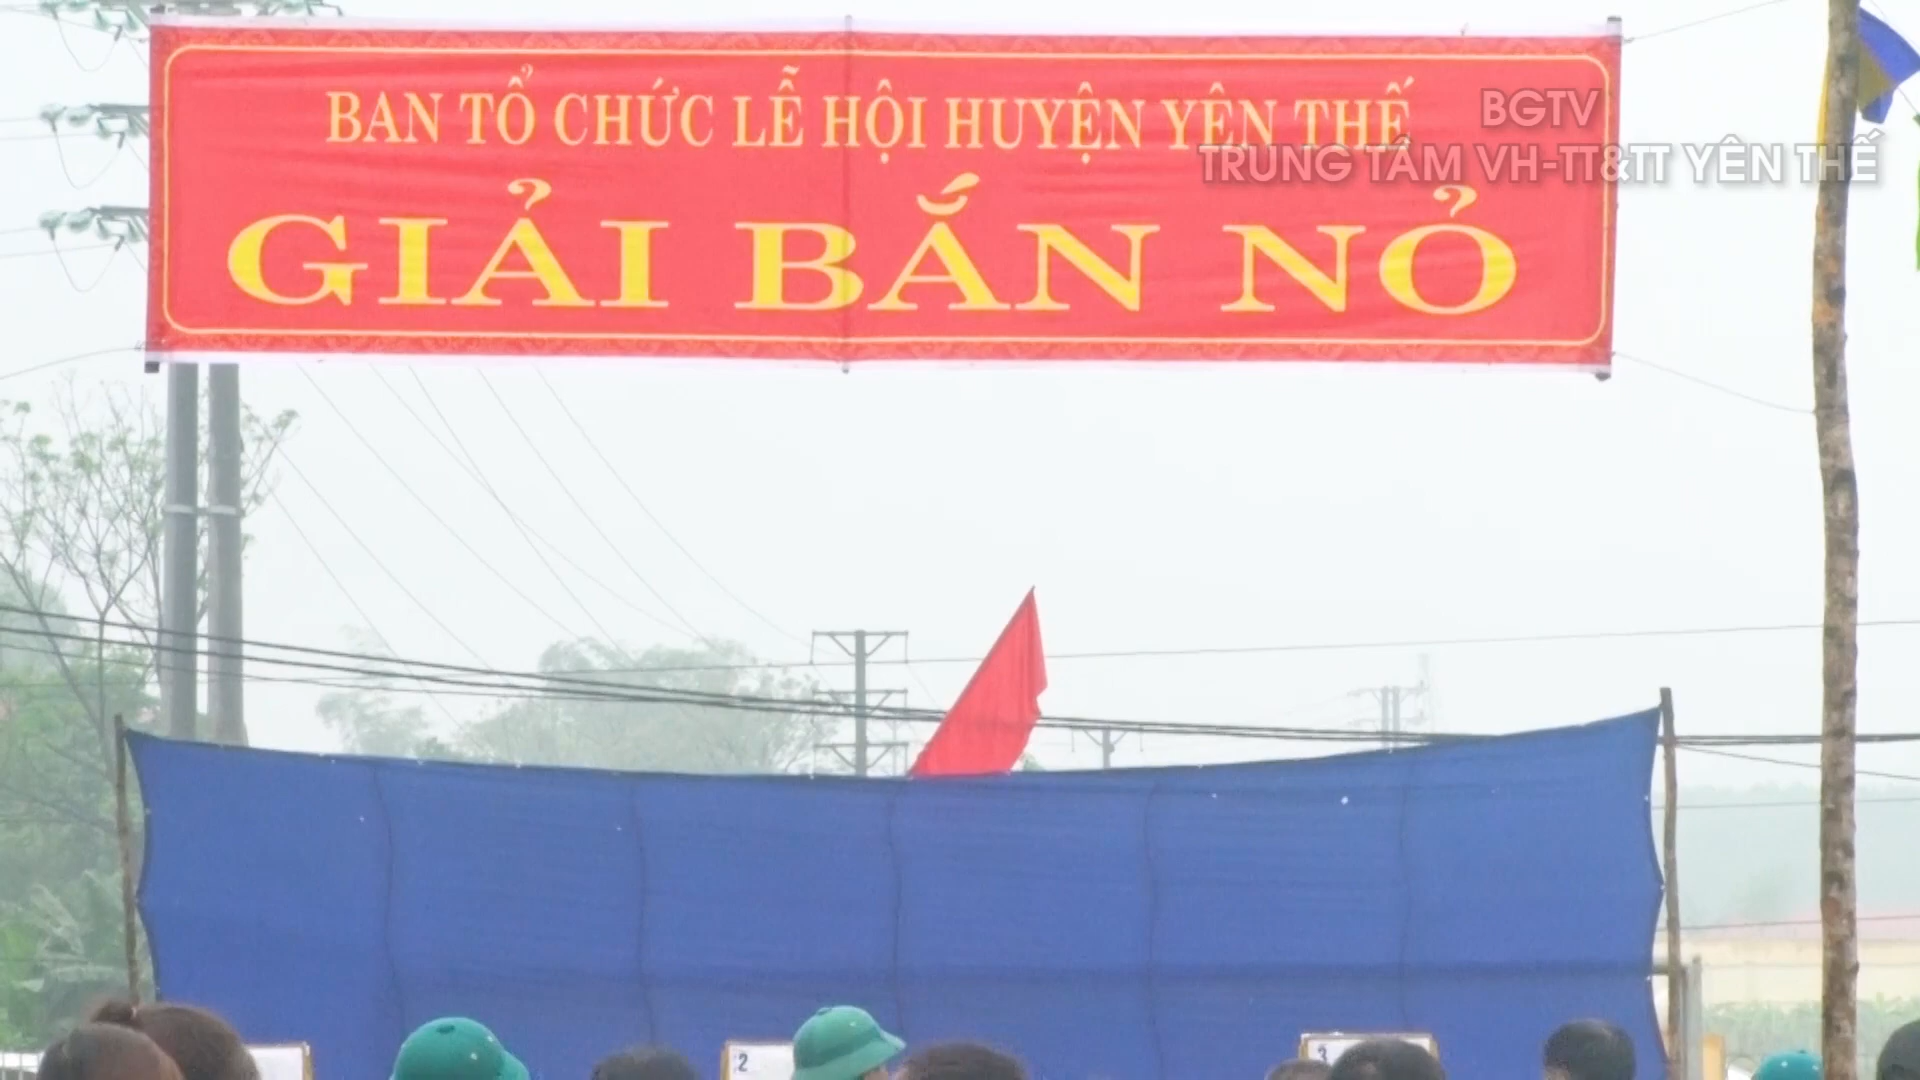 BAN TỔ CHỨC LỄ HỘI HUYỆN YÊN THẾ
GIẢI BẮN NỎ
BGTV
TRUNG TÂM VH-TT&TT YÊN THẾ
2
3